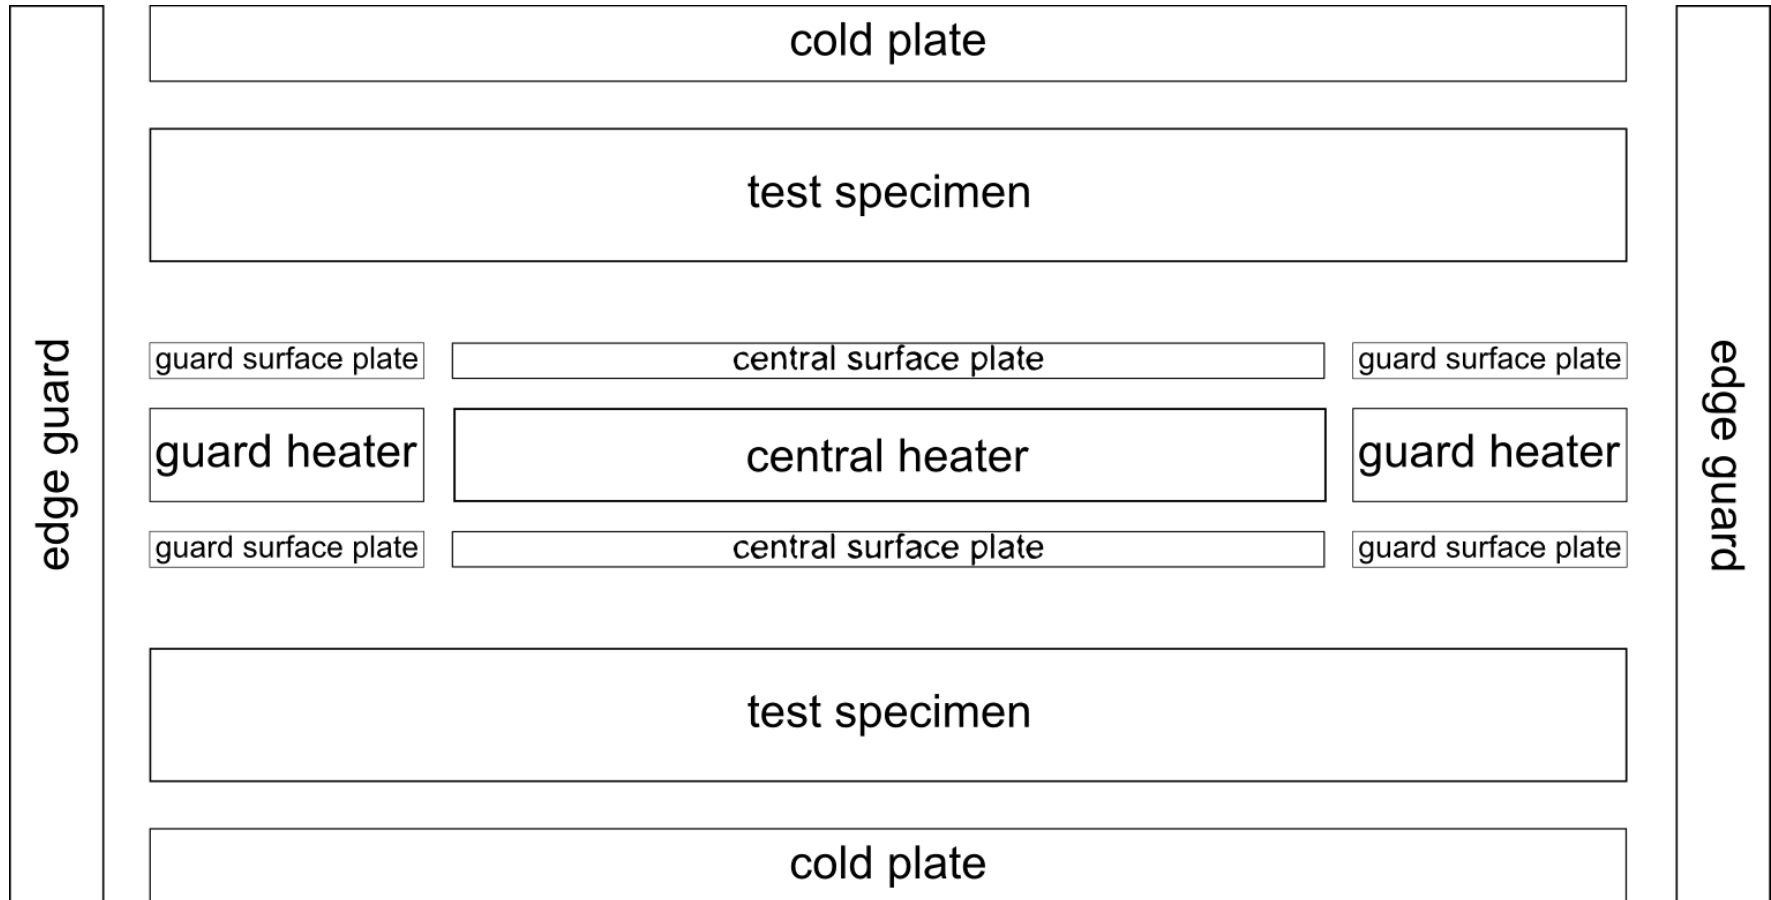 cold plate
test specimen
guard surface plate
central surface plate
guard surface plate
edge guard
guard heater
central heater
guard heater
edge guard
guard surface plate
central surface plate
guard surface plate
test specimen
cold plate